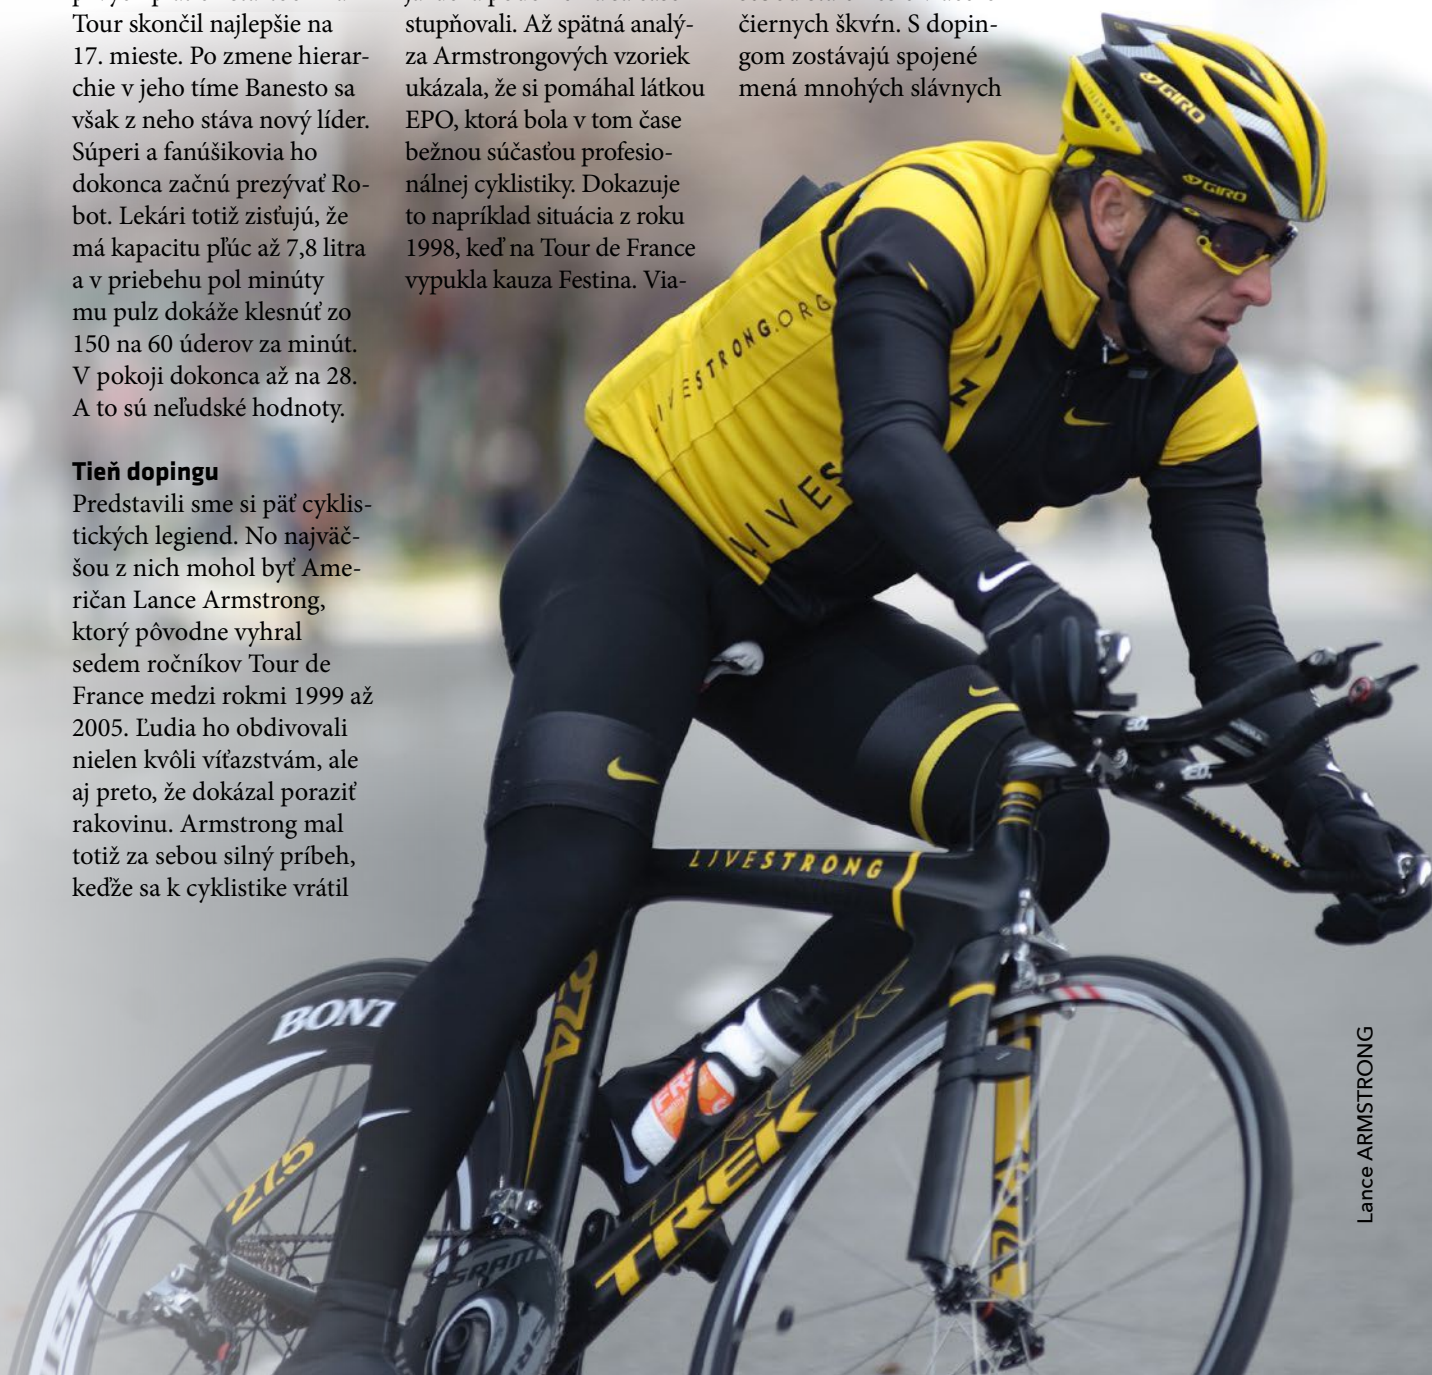 Tour skončil najlepšie na
17. mieste. Po zmene hierar-
chie v jeho tíme Banesto sa
však z neho stáva nový líder.
Súperi a fanúšikovia ho
dokonca začnú prezývať Ro-
bot. Lekári totiž zisťujú, že
má kapacitu pľúc až 7,8 litra
a v priebehu pol minúty
mu pulz dokáže klesnúť zo
150 na 60 úderov za minút.
V pokoji dokonca až na 28.
A to sú neľudské hodnoty.
Tieň dopingu
Predstavili sme si päť cyklis-
tických legiend. No najväč-
šou z nich mohol byť Ame-
ričan Lance Armstrong,
ktorý pôvodne vyhral
sedem ročníkov Tour de
France medzi rokmi 1999 až
2005. Ľudia ho obdivovali
nielen kvôli víťazstvám, ale
aj preto, že dokázal poraziť
rakovinu. Armstrong mal
totiž za sebou silný príbeh,
keďže sa k cyklistike vrátil
stupňovali. Až spätná analý-
za Armstrongových vzoriek
ukázala, že si pomáhal látkou
EPO, ktorá bola v tom čase
bežnou súčasťou profesio-
nálnej cyklistiky. Dokazuje
to napríklad situácia z roku
1998, keď na Tour de France
vypukla kauza Festina. Via-
čiernych škvŕn. S dopin-
gom zostávajú spojené
mená mnohých slávnych
GIRO
GIRO
LIVESTRONG.ORG
LIVES
LIVESTRONG
LIVESTRONG
BONT
274
275
TREK
TREK
SRAM
Lance ARMSTRONG